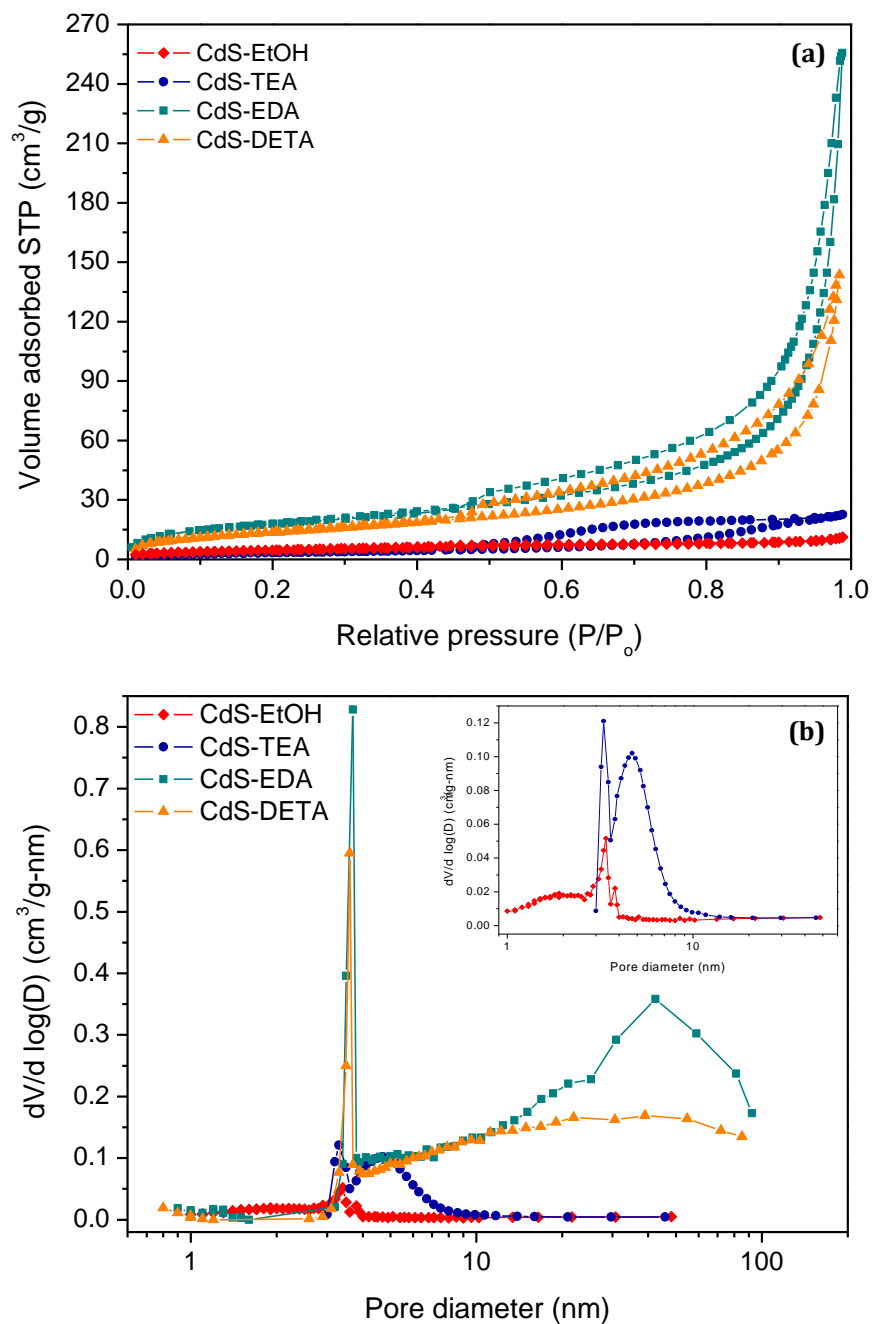 270
240
210
180
150
120
90
60
30
0
Volume adsorbed STP (cm³/g)
CdS-EtOH
CdS-TEA
CdS-EDA
CdS-DETA
(a)
0.0 0.2 0.4 0.6 0.8 1.0
Relative pressure (P/Pₒ)
0.8
0.7
0.6
0.5
0.4
0.3
0.2
0.1
0.0
dV/d log(D) (cm³/g-nm)
CdS-EtOH
CdS-TEA
CdS-EDA
CdS-DETA
(b)
0.12
0.10
0.08
0.06
0.04
0.02
0.00
dV/d log(D) (cm³/g-nm)
1 10
Pore diameter (nm)
1 10 100
Pore diameter (nm)